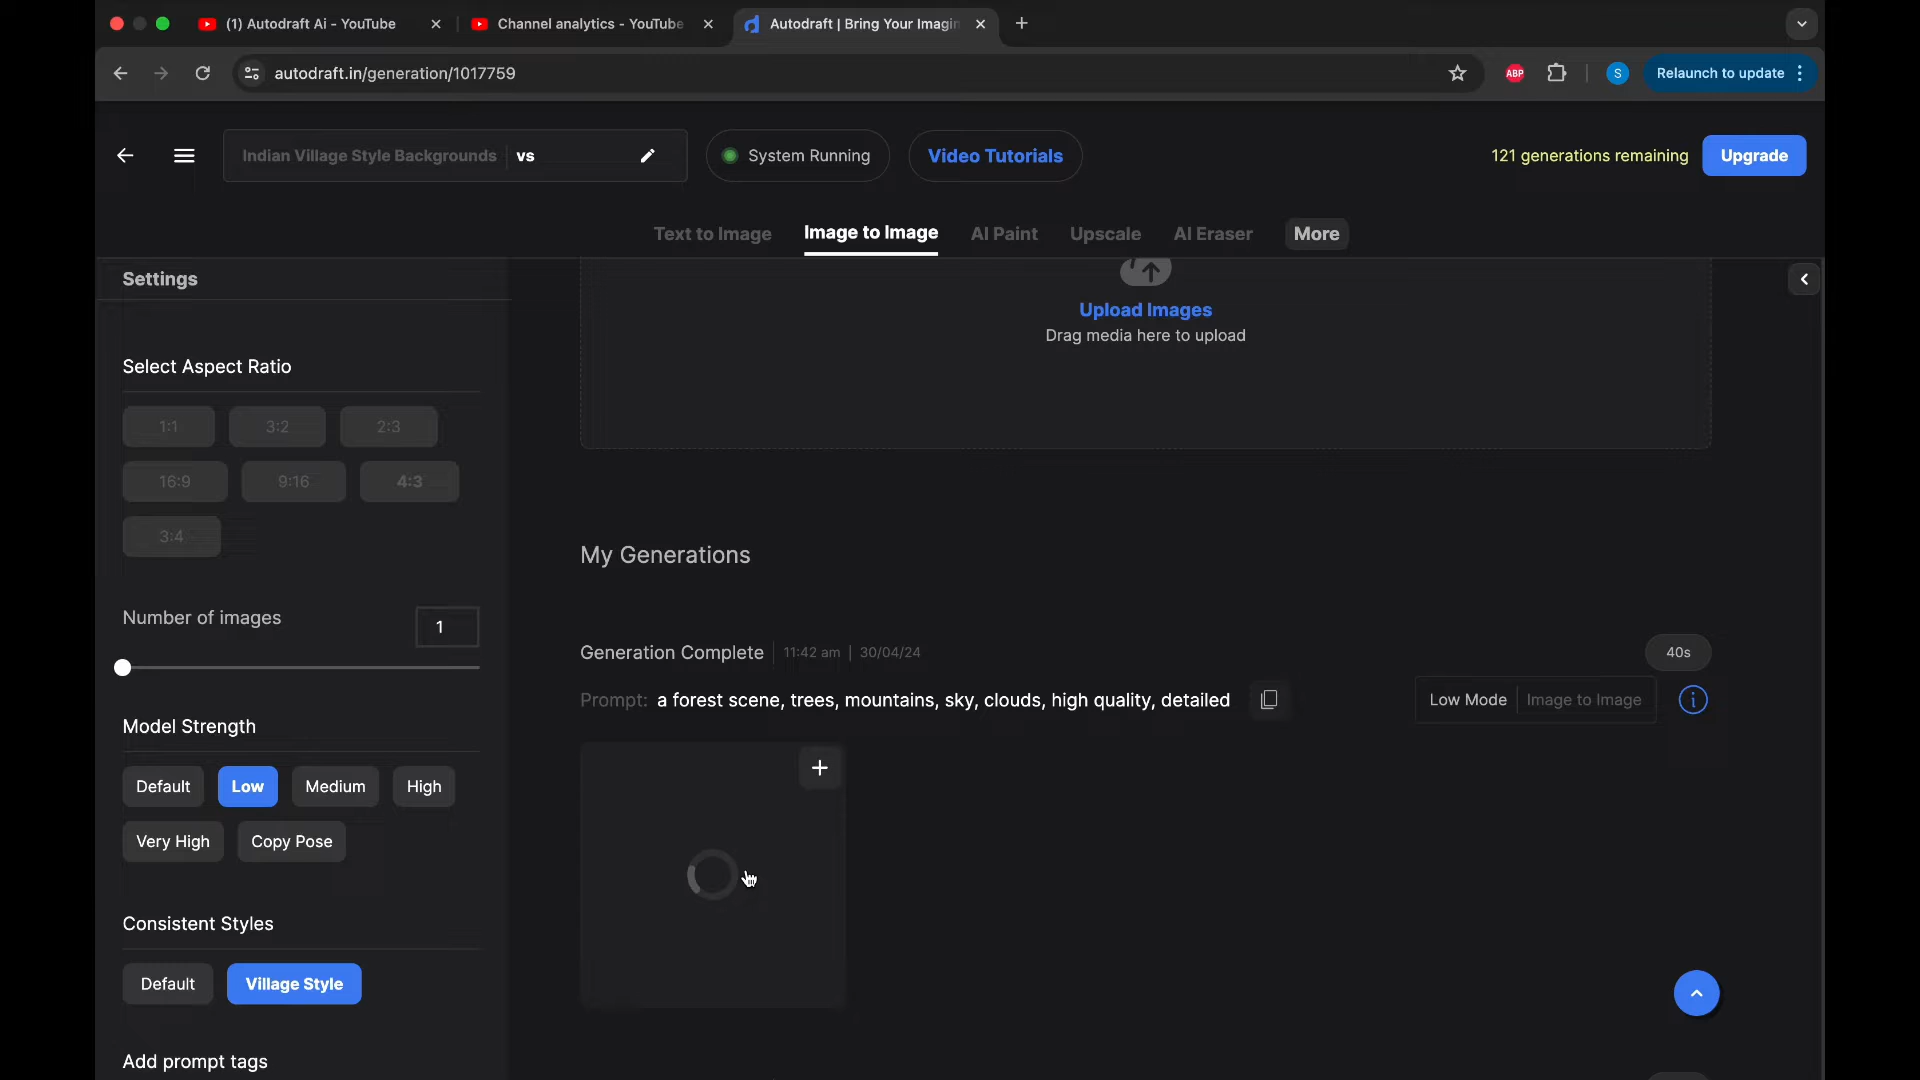 (1) Autodraft Ai - YouTube
Channel analytics - YouTube
Autodraft | Bring Your Imagin
autodraft.in/generation/1017759
ABP
S
Relaunch to update
Indian Village Style Backgrounds
vs
System Running
Video Tutorials
121 generations remaining
Upgrade
Text to Image
Image to Image
AI Paint
Upscale
AI Eraser
More
Settings
Upload Images
Drag media here to upload
Select Aspect Ratio
1:1
3:2
2:3
16:9
9:16
4:3
3:4
My Generations
Number of images
1
Generation Complete
11:42 am | 30/04/24
40s
Prompt: a forest scene, trees, mountains, sky, clouds, high quality, detailed
Low Mode
Image to Image
Model Strength
Default
Low
Medium
High
Very High
Copy Pose
Consistent Styles
Default
Village Style
Add prompt tags